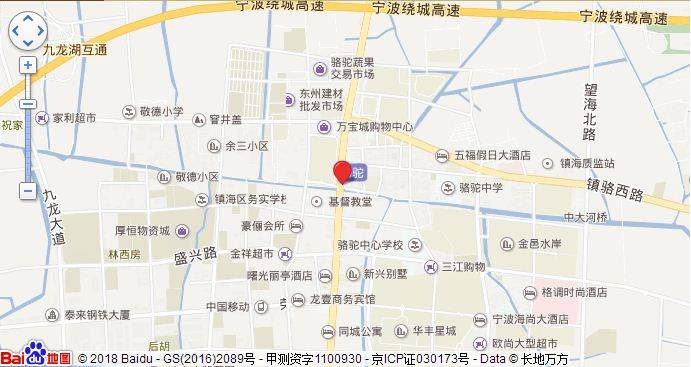 宁波绕城高速
宁波绕城高速
九龙湖互通
骆驼蔬果
交易市场
望海北路
东州建材
批发市场
敬德小学
家利超市
窨井盖
万宝城购物中心
祝家
余三小区
五福假日大酒店
镇海质监站
敬德小区
驼
骆驼中学
镇骆西路
九龙大道
镇海区务实学校
基督教堂
中大河桥
豪俪会所
厚恒物资城
骆驼中心学校
金邑水岸
林西房
盛兴路
金祥超市
三江购物
曙光丽亭酒店
新兴别墅
格调时尚酒店
中国移动
龙壹商务宾馆
泰来钢铁大厦
宁波海尚大酒店
同城公寓
华丰星城
后胡
欧尚大型超市
Bai du 地图
© 2018 Baidu - GS(2016)2089号 - 甲测资字1100930 - 京ICP证030173号 - Data © 长地万方